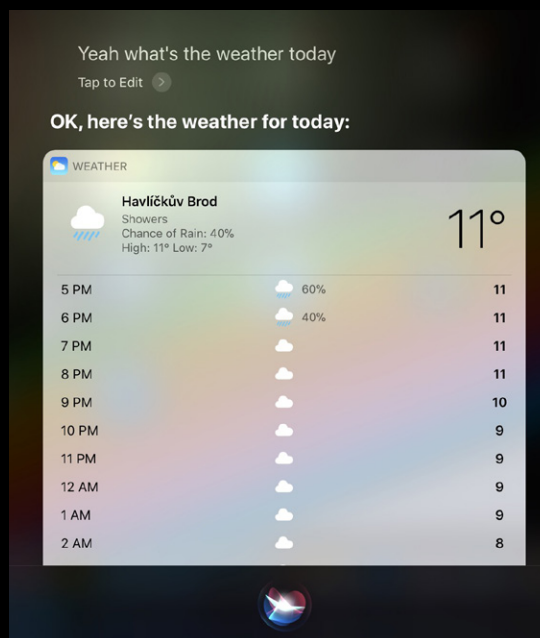 Yeah what's the weather today
Tap to Edit
OK, here's the weather for today:
WEATHER
Havlíčkův Brod
Showers
Chance of Rain: 40%
High: 11° Low: 7°
11°
5 PM 60% 11
6 PM 40% 11
7 PM 11
8 PM 11
9 PM 10
10 PM 9
11 PM 9
12 AM 9
1 AM 9
2 AM 8